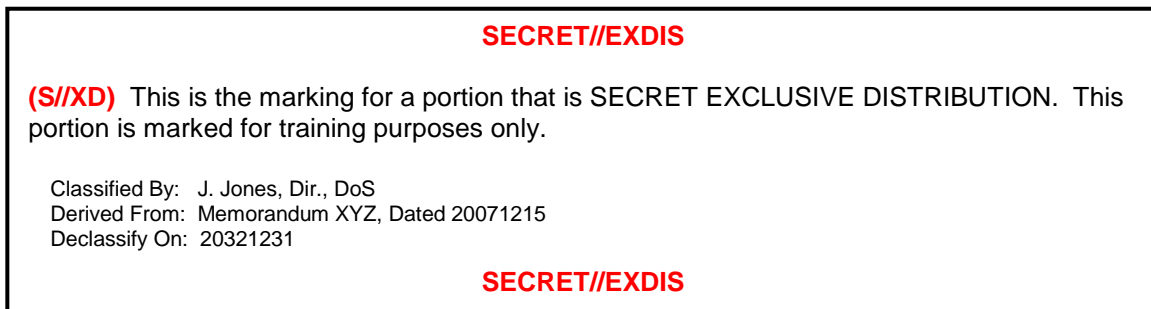 SECRET//EXDIS
(S//XD) This is the marking for a portion that is SECRET EXCLUSIVE DISTRIBUTION. This
portion is marked for training purposes only.
Classified By: J. Jones, Dir., DoS
Derived From: Memorandum XYZ, Dated 20071215
Declassify On: 20321231
SECRET//EXDIS